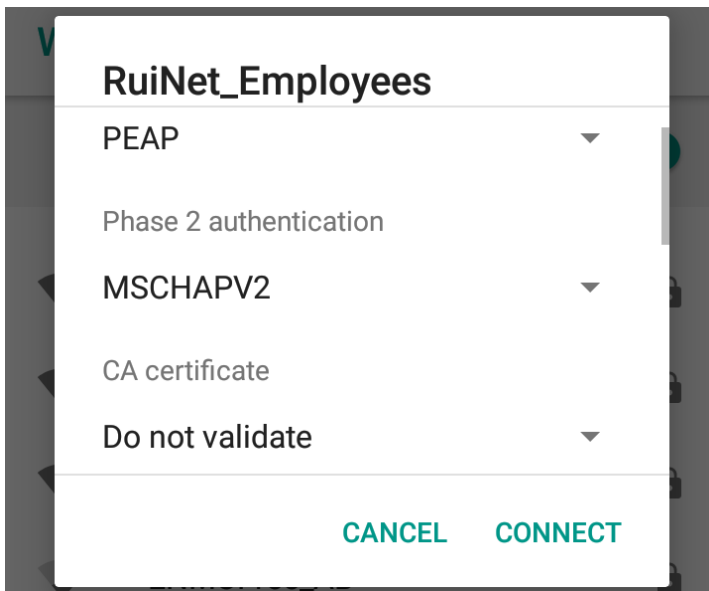 W
RuiNet_Employees
PEAP
Phase 2 authentication
MSCHAPV2
CA certificate
Do not validate
CANCEL
CONNECT